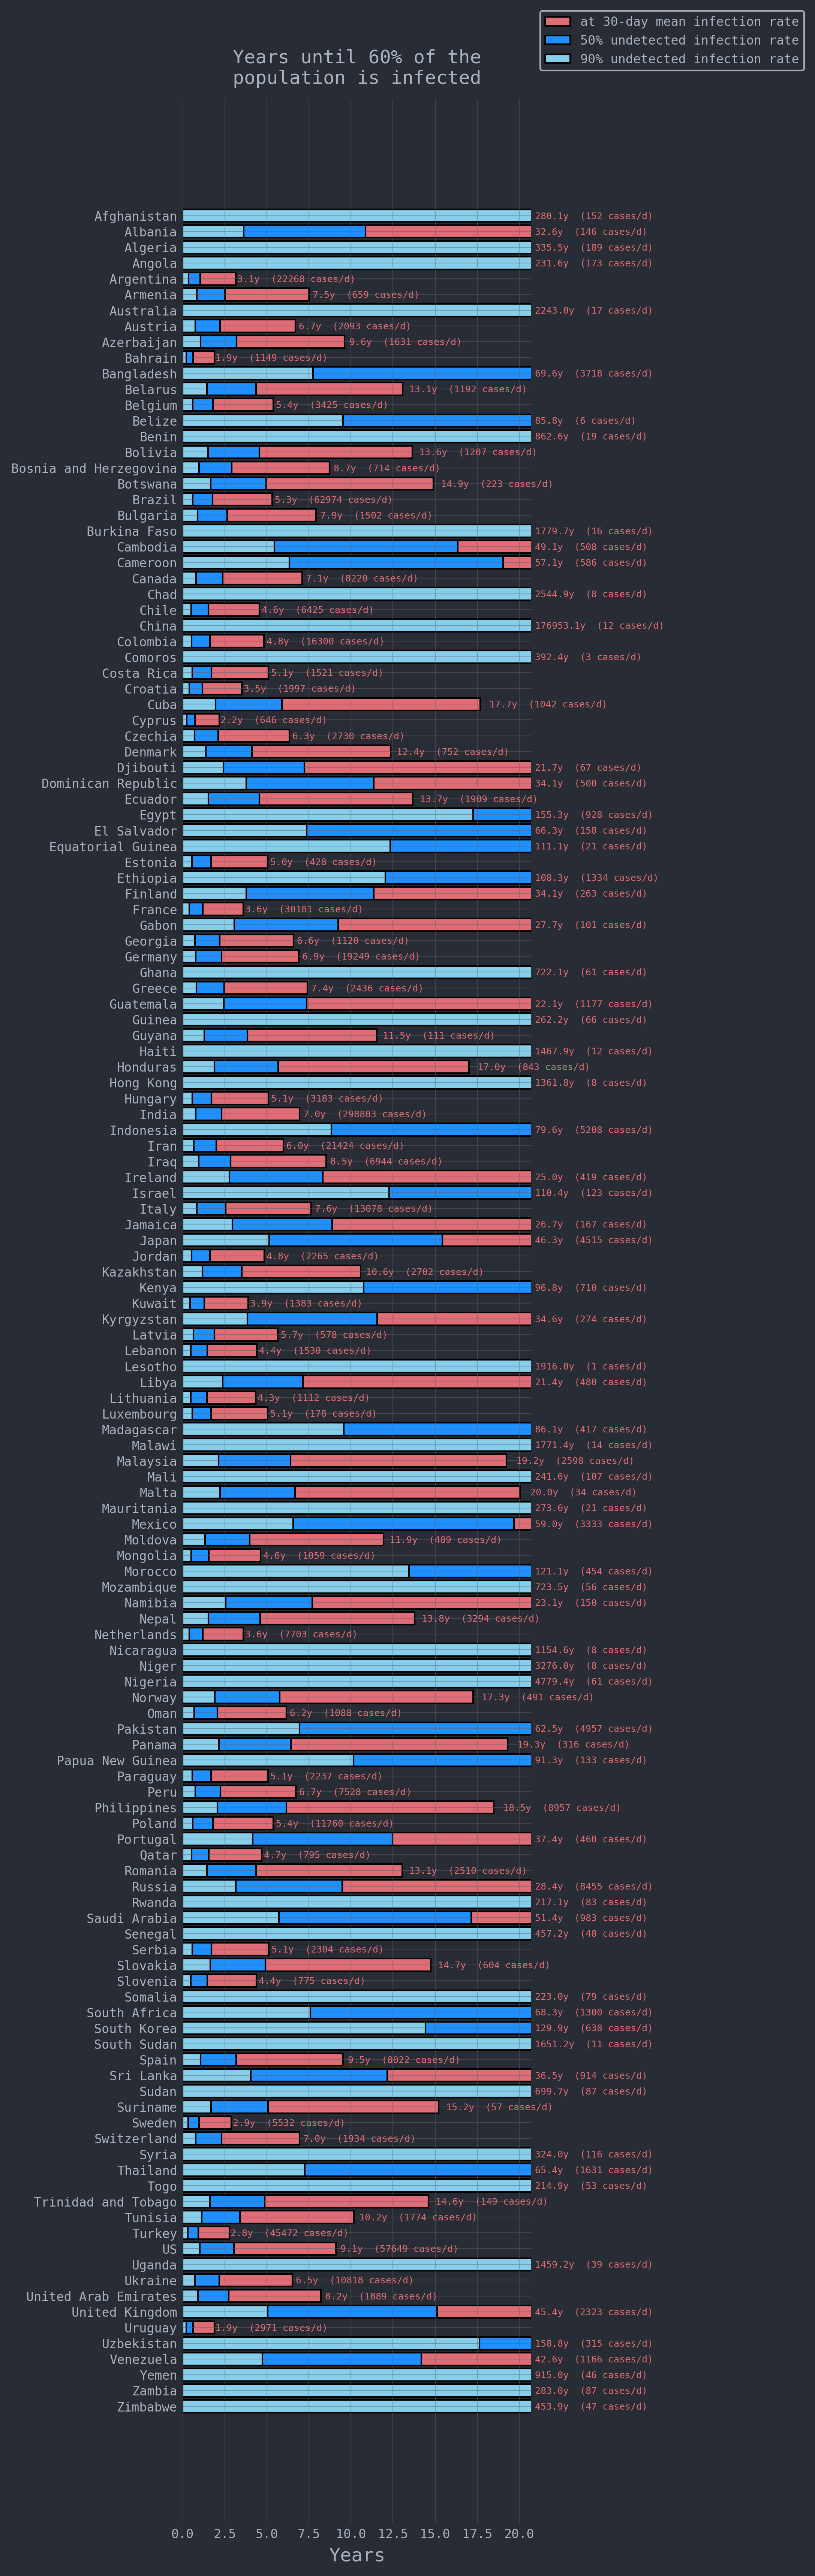 at 30-day mean infection rate
50% undetected infection rate
90% undetected infection rate
Years until 60% of the
population is infected
Afghanistan 280.1y (152 cases/d)
Albania 32.6y (146 cases/d)
Algeria 335.5y (189 cases/d)
Angola 231.6y (173 cases/d)
Argentina 3.1y (22268 cases/d)
Armenia 7.5y (659 cases/d)
Australia 2243.0y (17 cases/d)
Austria 6.7y (2093 cases/d)
Azerbaijan 9.6y (1631 cases/d)
Bahrain 1.9y (1149 cases/d)
Bangladesh 69.6y (3718 cases/d)
Belarus 13.1y (1192 cases/d)
Belgium 5.4y (3425 cases/d)
Belize 85.8y (6 cases/d)
Benin 862.6y (19 cases/d)
Bolivia 13.6y (1207 cases/d)
Bosnia and Herzegovina 8.7y (714 cases/d)
Botswana 14.9y (223 cases/d)
Brazil 5.3y (62974 cases/d)
Bulgaria 7.9y (1502 cases/d)
Burkina Faso 1779.7y (16 cases/d)
Cambodia 49.1y (508 cases/d)
Cameroon 57.1y (586 cases/d)
Canada 7.1y (8220 cases/d)
Chad 2544.9y (8 cases/d)
Chile 4.6y (6425 cases/d)
China 176953.1y (12 cases/d)
Colombia 4.8y (16300 cases/d)
Comoros 392.4y (3 cases/d)
Costa Rica 5.1y (1521 cases/d)
Croatia 3.5y (1997 cases/d)
Cuba 17.7y (1042 cases/d)
Cyprus 2.2y (646 cases/d)
Czechia 6.3y (2730 cases/d)
Denmark 12.4y (752 cases/d)
Djibouti 21.7y (67 cases/d)
Dominican Republic 34.1y (500 cases/d)
Ecuador 13.7y (1909 cases/d)
Egypt 155.3y (928 cases/d)
El Salvador 66.3y (158 cases/d)
Equatorial Guinea 111.1y (21 cases/d)
Estonia 5.0y (428 cases/d)
Ethiopia 108.3y (1334 cases/d)
Finland 34.1y (263 cases/d)
France 3.6y (30181 cases/d)
Gabon 27.7y (101 cases/d)
Georgia 6.6y (1120 cases/d)
Germany 6.9y (19249 cases/d)
Ghana 722.1y (61 cases/d)
Greece 7.4y (2436 cases/d)
Guatemala 22.1y (1177 cases/d)
Guinea 262.2y (66 cases/d)
Guyana 11.5y (111 cases/d)
Haiti 1467.9y (12 cases/d)
Honduras 17.0y (843 cases/d)
Hong Kong 1361.8y (8 cases/d)
Hungary 5.1y (3183 cases/d)
India 7.0y (298803 cases/d)
Indonesia 79.6y (5208 cases/d)
Iran 6.0y (21424 cases/d)
Iraq 8.5y (6944 cases/d)
Ireland 25.0y (419 cases/d)
Israel 110.4y (123 cases/d)
Italy 7.6y (13078 cases/d)
Jamaica 26.7y (167 cases/d)
Japan 46.3y (4515 cases/d)
Jordan 4.8y (2265 cases/d)
Kazakhstan 10.6y (2702 cases/d)
Kenya 96.8y (710 cases/d)
Kuwait 3.9y (1383 cases/d)
Kyrgyzstan 34.6y (274 cases/d)
Latvia 5.7y (578 cases/d)
Lebanon 4.4y (1530 cases/d)
Lesotho 1916.0y (1 cases/d)
Libya 21.4y (480 cases/d)
Lithuania 4.3y (1112 cases/d)
Luxembourg 5.1y (178 cases/d)
Madagascar 86.1y (417 cases/d)
Malawi 1771.4y (14 cases/d)
Malaysia 19.2y (2598 cases/d)
Mali 241.6y (107 cases/d)
Malta 20.0y (34 cases/d)
Mauritania 273.6y (21 cases/d)
Mexico 59.0y (3333 cases/d)
Moldova 11.9y (489 cases/d)
Mongolia 4.6y (1059 cases/d)
Morocco 121.1y (454 cases/d)
Mozambique 723.5y (56 cases/d)
Namibia 23.1y (150 cases/d)
Nepal 13.8y (3294 cases/d)
Netherlands 3.6y (7703 cases/d)
Nicaragua 1154.6y (8 cases/d)
Niger 3276.0y (8 cases/d)
Nigeria 4779.4y (61 cases/d)
Norway 17.3y (491 cases/d)
Oman 6.2y (1088 cases/d)
Pakistan 62.5y (4957 cases/d)
Panama 19.3y (316 cases/d)
Papua New Guinea 91.3y (133 cases/d)
Paraguay 5.1y (2237 cases/d)
Peru 6.7y (7528 cases/d)
Philippines 18.5y (8957 cases/d)
Poland 5.4y (11760 cases/d)
Portugal 37.4y (460 cases/d)
Qatar 4.7y (795 cases/d)
Romania 13.1y (2510 cases/d)
Russia 28.4y (8455 cases/d)
Rwanda 217.1y (83 cases/d)
Saudi Arabia 51.4y (983 cases/d)
Senegal 457.2y (48 cases/d)
Serbia 5.1y (2304 cases/d)
Slovakia 14.7y (604 cases/d)
Slovenia 4.4y (775 cases/d)
Somalia 223.0y (79 cases/d)
South Africa 68.3y (1300 cases/d)
South Korea 129.9y (638 cases/d)
South Sudan 1651.2y (11 cases/d)
Spain 9.5y (8022 cases/d)
Sri Lanka 36.5y (914 cases/d)
Sudan 699.7y (87 cases/d)
Suriname 15.2y (57 cases/d)
Sweden 2.9y (5532 cases/d)
Switzerland 7.0y (1934 cases/d)
Syria 324.0y (116 cases/d)
Thailand 65.4y (1631 cases/d)
Togo 214.9y (53 cases/d)
Trinidad and Tobago 14.6y (149 cases/d)
Tunisia 10.2y (1774 cases/d)
Turkey 2.8y (45472 cases/d)
US 9.1y (57649 cases/d)
Uganda 1459.2y (39 cases/d)
Ukraine 6.5y (10818 cases/d)
United Arab Emirates 8.2y (1889 cases/d)
United Kingdom 45.4y (2323 cases/d)
Uruguay 1.9y (2971 cases/d)
Uzbekistan 158.8y (315 cases/d)
Venezuela 42.6y (1166 cases/d)
Yemen 915.0y (46 cases/d)
Zambia 283.0y (87 cases/d)
Zimbabwe 453.9y (47 cases/d)
0.0 2.5 5.0 7.5 10.0 12.5 15.0 17.5 20.0
Years